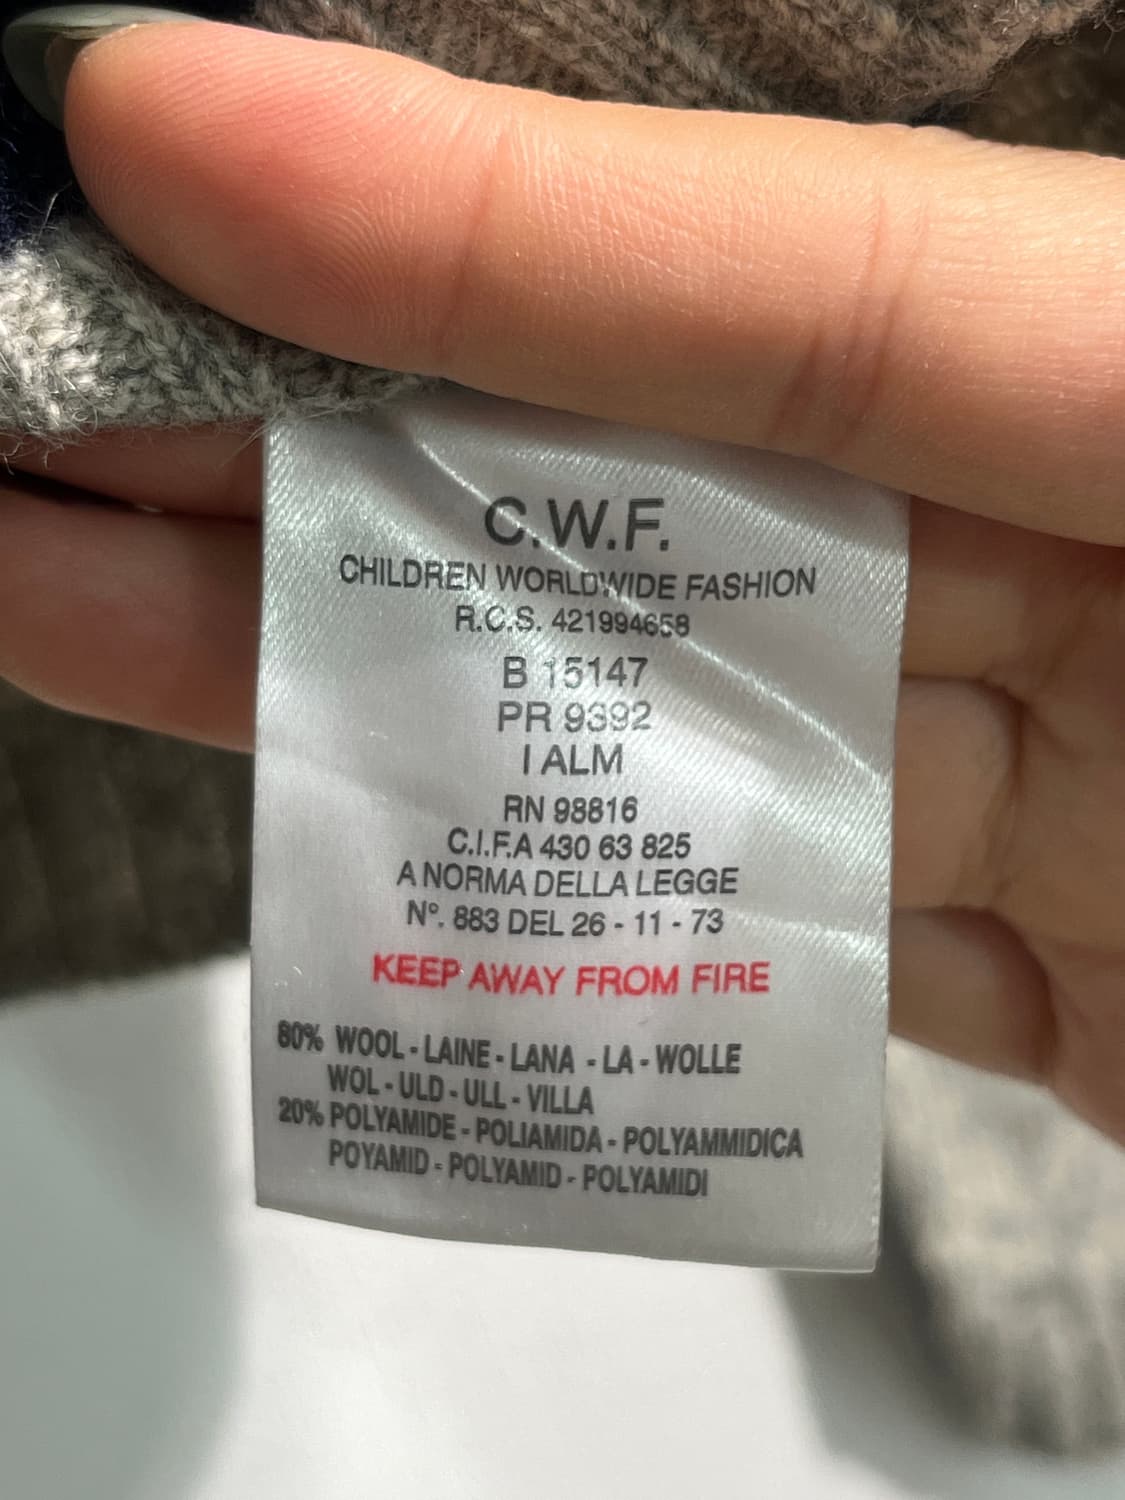 C.W.F.
CHILDREN WORLDWIDE FASHION
R.C.S. 421994658
B 15147
PR 9392
I ALM
RN 98816
C.I.F.A 430 63 825
A NORMA DELLA LEGGE
Nº. 883 DEL 26 - 11 - 73
KEEP AWAY FROM FIRE
80% WOOL - LAINE - LANA - LA - WOLLE
WOL - ULD - ULL - VILLA
20% POLYAMIDE - POLIAMIDA - POLYAMMIDICA
POYAMID - POLYAMID - POLYAMIDI